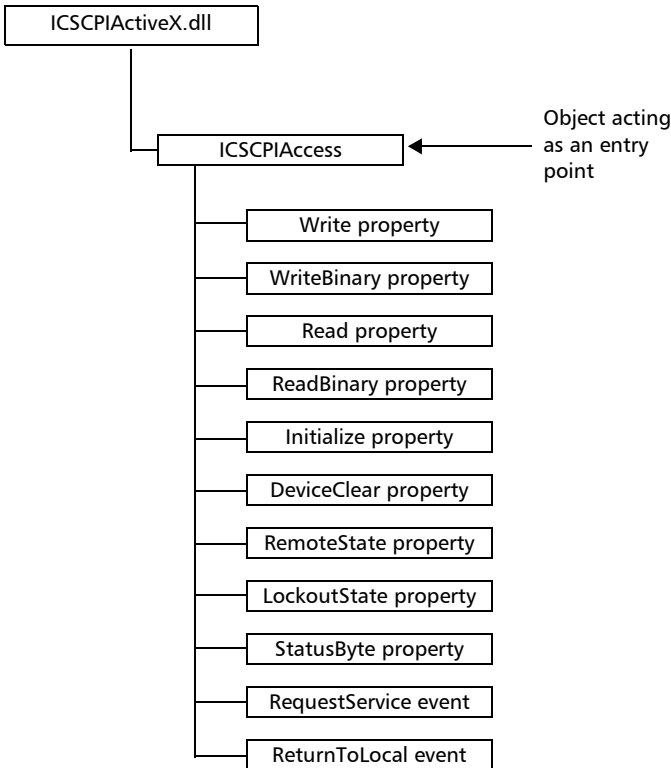 ICSCPIActiveX.dll
Object acting
as an entry
point
ICSCPIAccess
Write property
WriteBinary property
Read property
ReadBinary property
Initialize property
DeviceClear property
RemoteState property
LockoutState property
StatusByte property
RequestService event
ReturnToLocal event